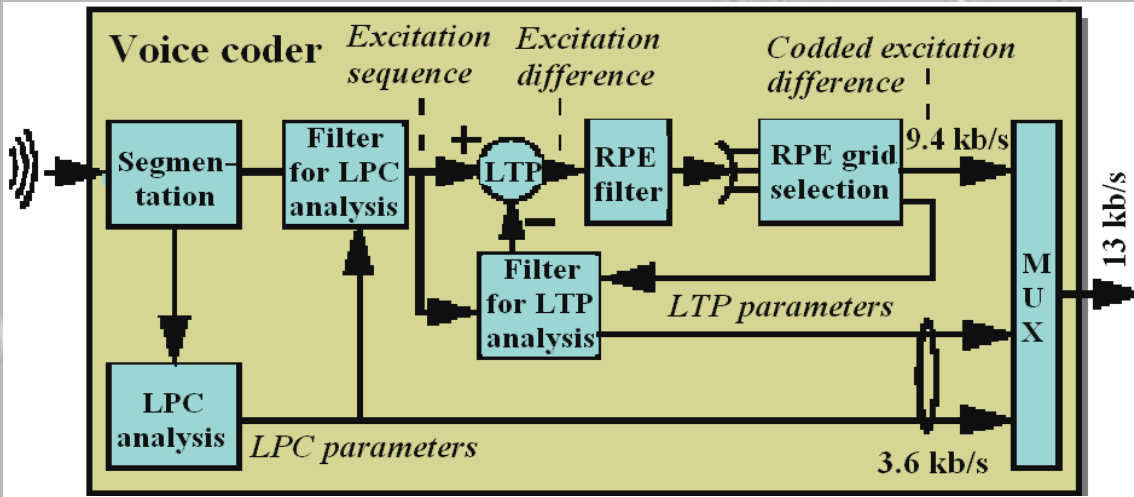 Voice coder
Excitation
sequence
Excitation
difference
Codded excitation
difference
Segmen-
tation
Filter
for LPC
analysis
+
LTP
−
RPE
filter
RPE grid
selection
9.4 kb/s
Filter
for LTP
analysis
LTP parameters
M
U
X
13 kb/s
LPC
analysis
LPC parameters
3.6 kb/s